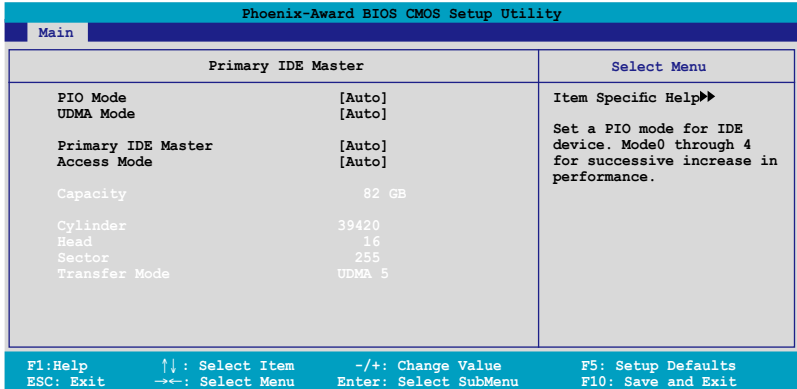 Phoenix-Award BIOS CMOS Setup Utility
Main
Primary IDE Master
Select Menu
PIO Mode [Auto]
UDMA Mode [Auto]
Primary IDE Master [Auto]
Access Mode [Auto]
Capacity 82 GB
Cylinder 39420
Head 16
Sector 255
Transfer Mode UDMA 5
Item Specific Help▶▶
Set a PIO mode for IDE
device. Mode0 through 4
for successive increase in
performance.
F1:Help ↑↓: Select Item -/+: Change Value F5: Setup Defaults
ESC: Exit →←: Select Menu Enter: Select SubMenu F10: Save and Exit